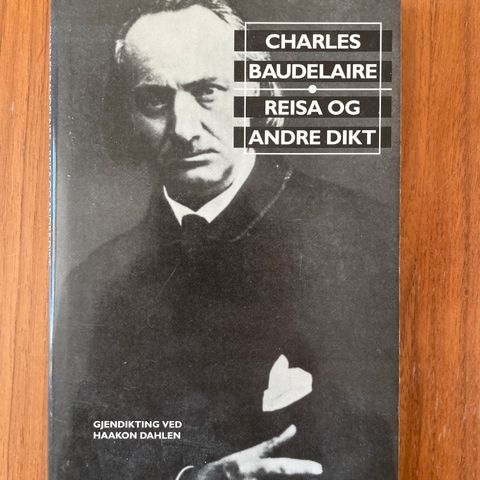 CHARLES
BAUDELAIRE
REISA OG
ANDRE DIKT
GJENDIKTING VED
HAAKON DAHLEN